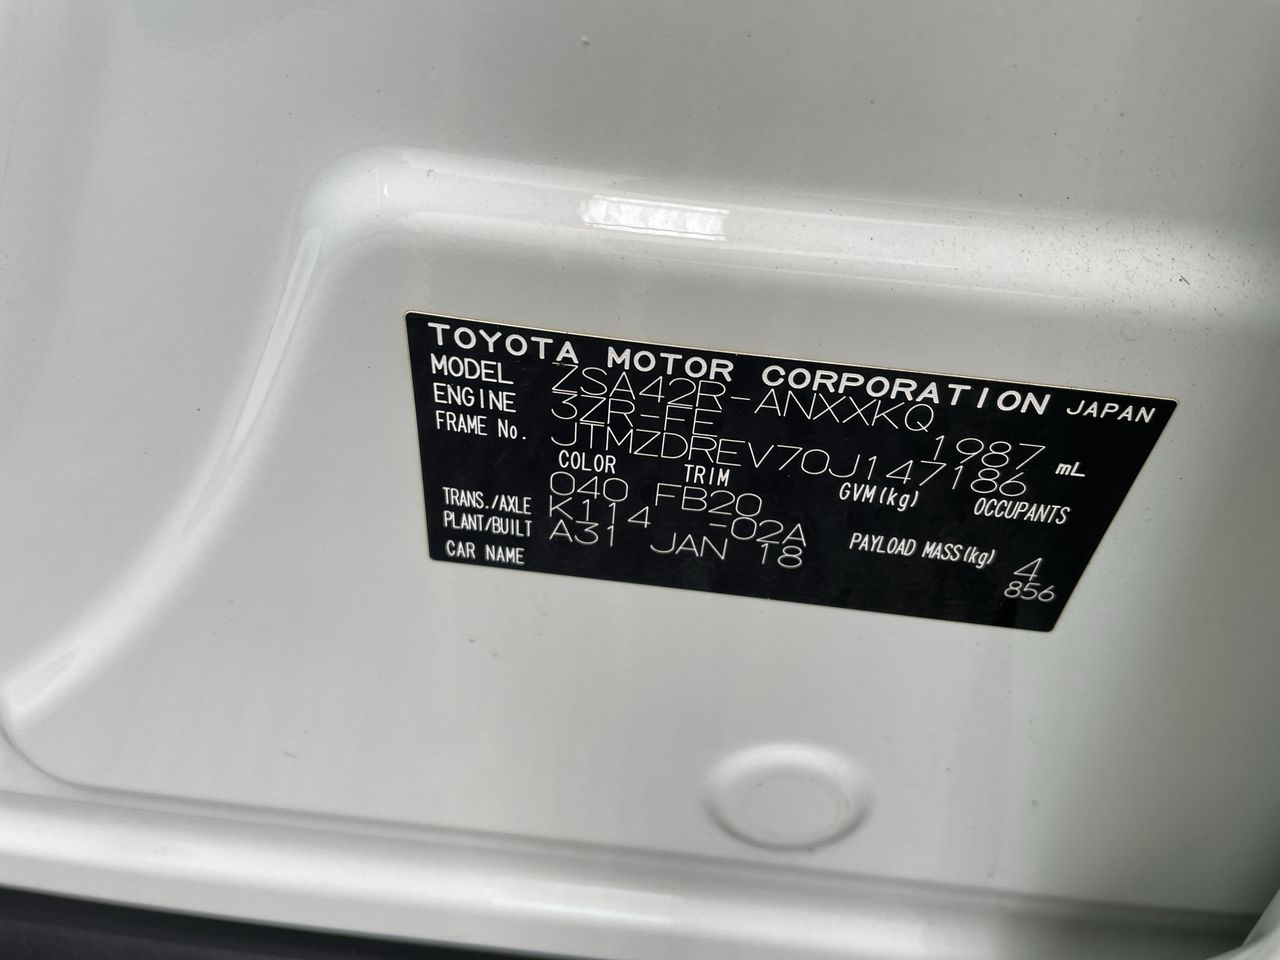 TOYOTA MOTOR CORPORATION JAPAN
MODEL ZSA42R-ANXXKQ
ENGINE 3ZR-FE 1987 mL
FRAME No. JTMZDREV70J147186
COLOR TRIM GVM(kg) OCCUPANTS
040 FB20
TRANS./AXLE K114 -02A PAYLOAD MASS(kg) 4
PLANT/BUILT A31 JAN 18 856
CAR NAME